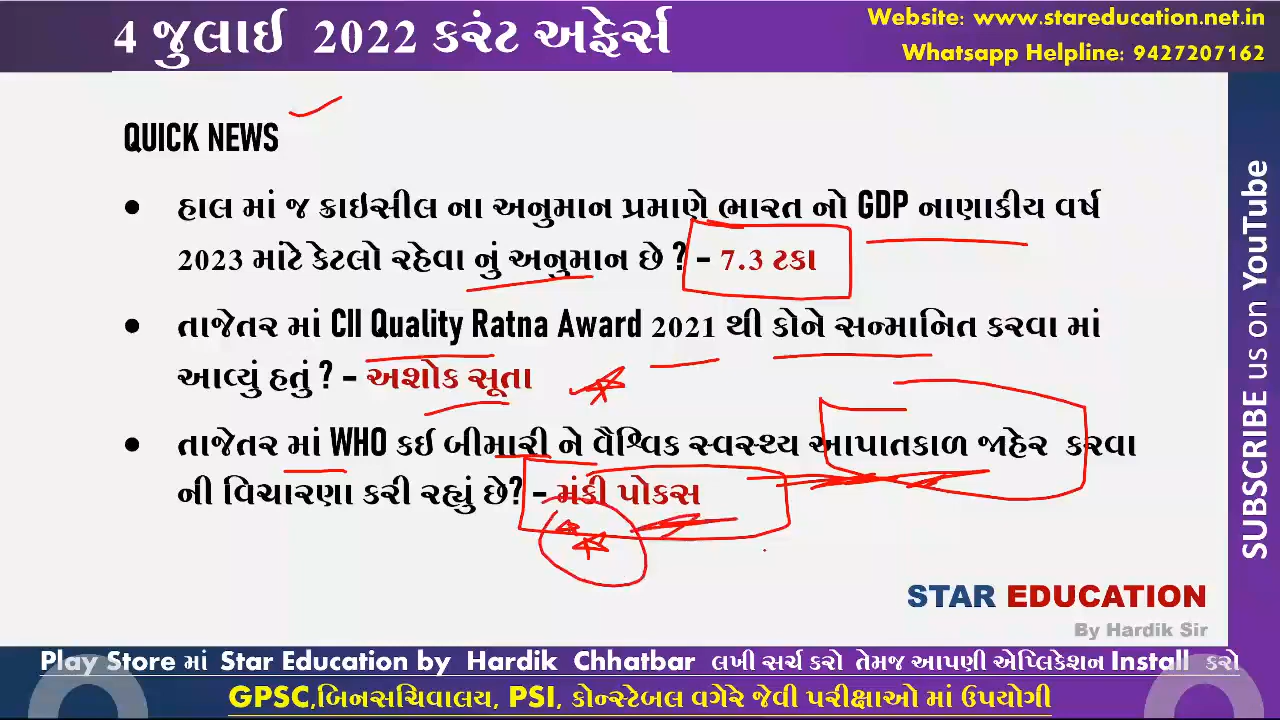 4 જુલાઈ 2022 કરંટ અફેર્સ
Website: www.stareducation.net.in
Whatsapp Helpline: 9427207162
QUICK NEWS
• હાલ માં જ ક્રાઇસીલ ના અનુમાન પ્રમાણે ભારત નો GDP નાણાકીય વર્ષ
2023 માટે કેટલો રહેવા નું અનુમાન છે ? – 7.3 ટકા
• તાજેતર માં CII Quality Ratna Award 2021 થી કોને સન્માનિત કરવા માં
આવ્યું હતું ? – અશોક સૂતા
• તાજેતર માં WHO કઈ બીમારી ને વૈશ્વિક સ્વસ્થ્ય આપાતકાળ જાહેર કરવા
ની વિચારણા કરી રહ્યું છે? – મંકી પોકસ
SUBSCRIBE us on YouTube
STAR EDUCATION
By Hardik Sir
Play Store માં Star Education by Hardik Chhatbar લખી સર્ચ કરો તેમજ આપણી એપ્લિકેશન Install કરો
GPSC,બિનસચિવાલય, PSI, કોન્સ્ટેબલ વગેરે જેવી પરીક્ષાઓ માં ઉપયોગી